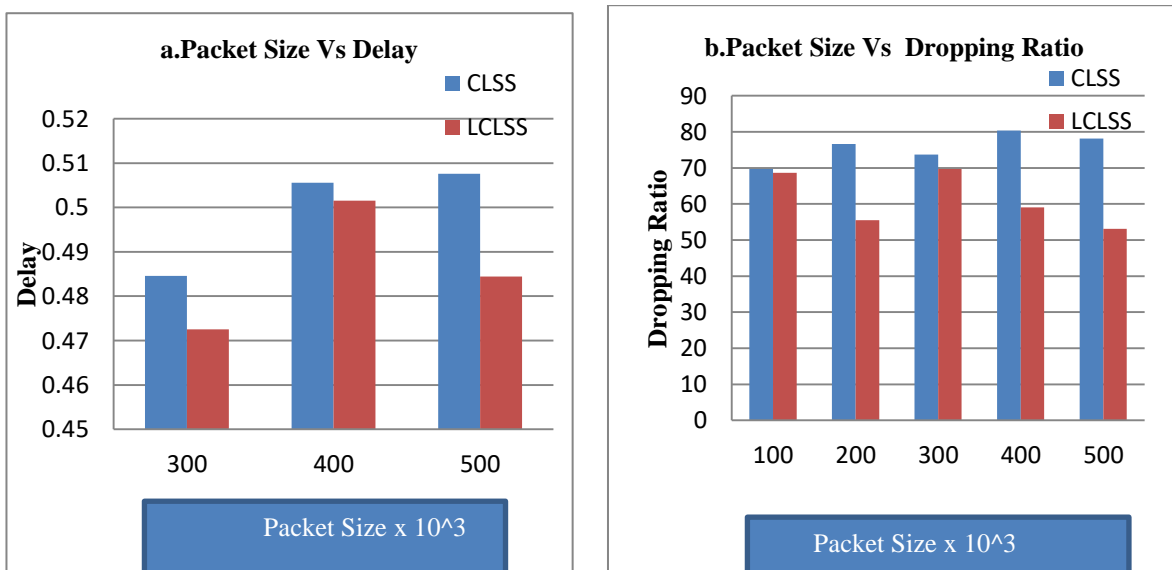 a.Packet Size Vs Delay
CLSS
LCLSS
0.52
0.51
0.5
0.49
0.48
0.47
0.46
0.45
Delay
300 400 500
Packet Size x 10^3
b.Packet Size Vs Dropping Ratio
CLSS
LCLSS
90
80
70
60
50
40
30
20
10
0
Dropping Ratio
100 200 300 400 500
Packet Size x 10^3